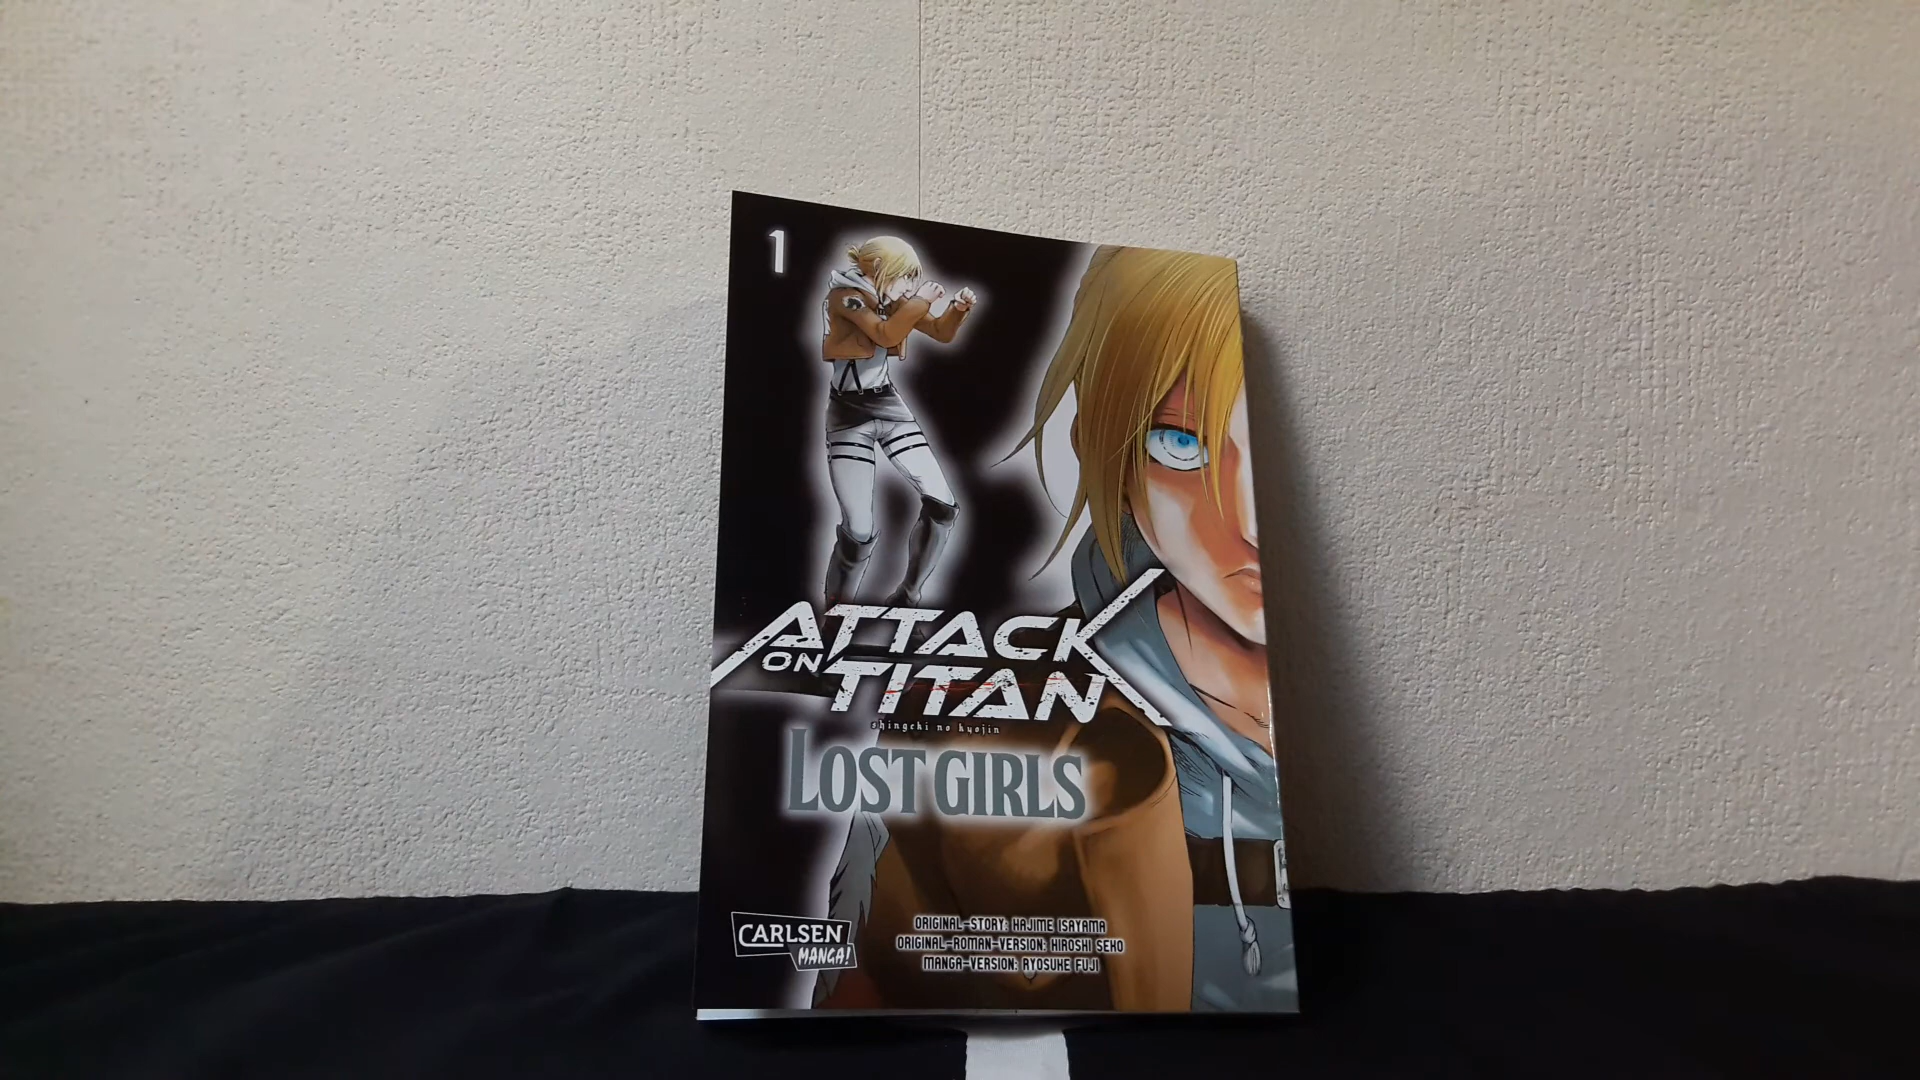 1
ATTACK
ON TITAN
shingeki no kyojin
LOST GIRLS
CARLSEN
MANGA!
ORIGINAL-STORY: HAJIME ISAYAMA
ORIGINAL-ROMAN-VERSION: HIROSHI SEKO
MANGA-VERSION: RYOSUKE FUJI